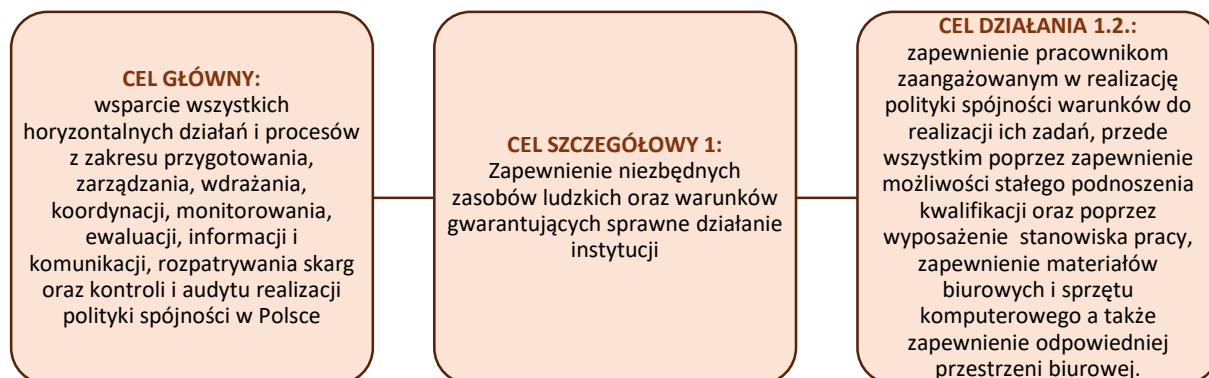 CEL GŁÓWNY:
wsparcie wszystkich
horyzontalnych działań i procesów
z zakresu przygotowania,
zarządzania, wdrażania,
koordynacji, monitorowania,
ewaluacji, informacji i
komunikacji, rozpatrywania skarg
oraz kontroli i audytu realizacji
polityki spójności w Polsce
CEL SZCZEGÓŁOWY 1:
Zapewnienie niezbędnych
zasobów ludzkich oraz warunków
gwarantujących sprawne działanie
instytucji
CEL DZIAŁANIA 1.2.:
zapewnienie pracownikom
zaangażowanym w realizację
polityki spójności warunków do
realizacji ich zadań, przede
wszystkim poprzez zapewnienie
możliwości stałego podnoszenia
kwalifikacji oraz poprzez
wyposażenie stanowiska pracy,
zapewnienie materiałów
biurowych i sprzętu
komputerowego a także
zapewnienie odpowiedniej
przestrzeni biurowej.